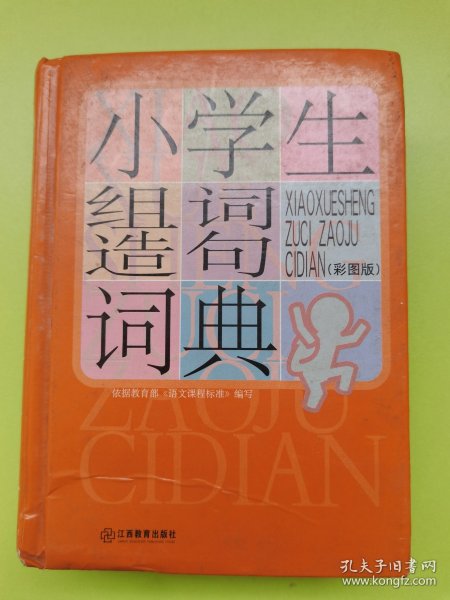 小学生
组词
造句
XIAOXUESHENG
ZUCI ZAOJU
CIDIAN(彩图版)
词典
依据教育部《语文课程标准》编写
ZAOJU
CIDIAN
江西教育出版社
孔夫子旧书网
www.kongfz.com